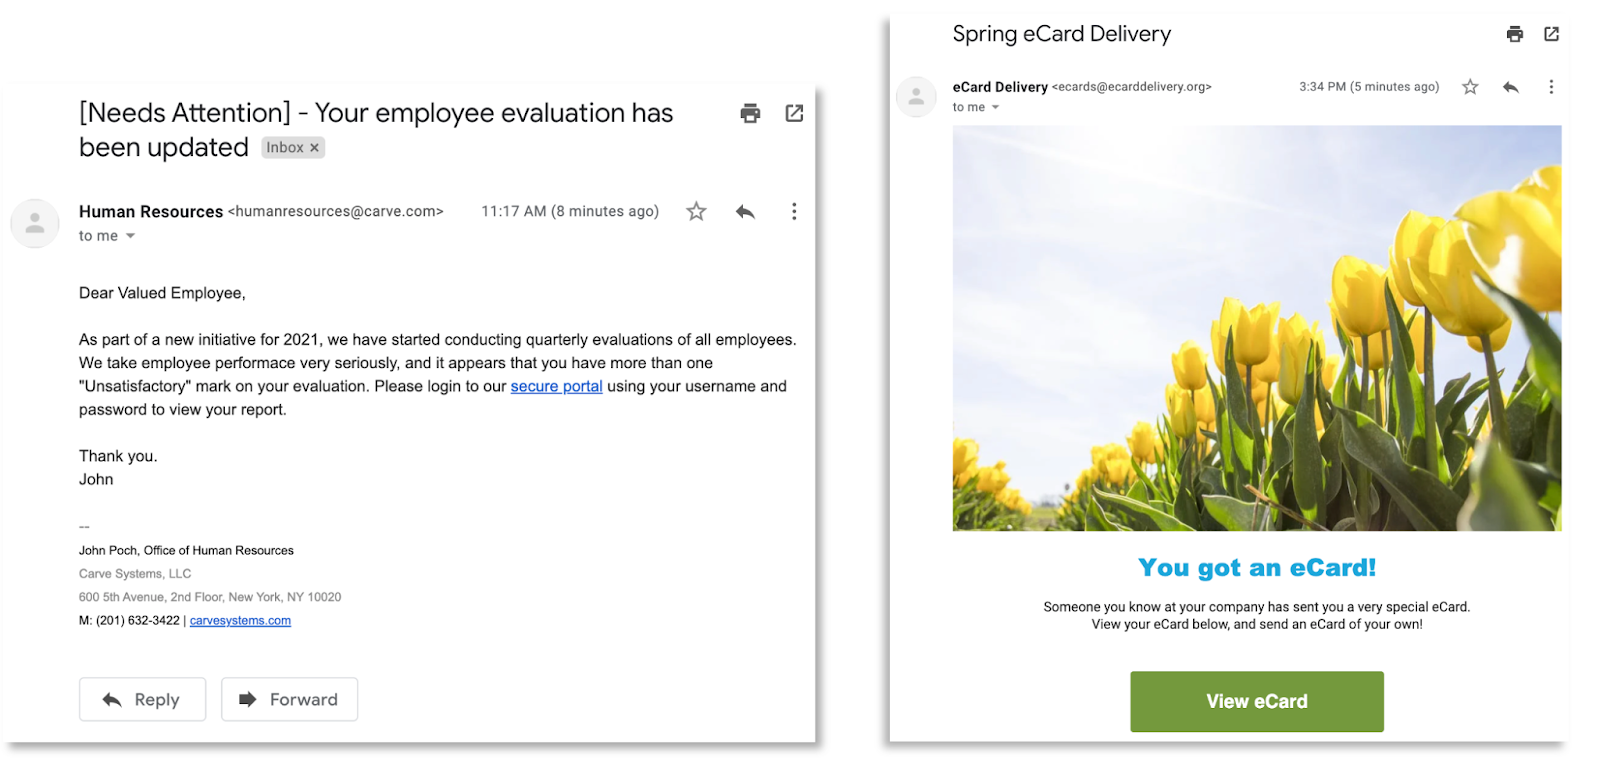 [Needs Attention] - Your employee evaluation has
been updated Inbox ×
Human Resources <humanresources@carve.com> 11:17 AM (8 minutes ago)
to me
Dear Valued Employee,
As part of a new initiative for 2021, we have started conducting quarterly evaluations of all employees.
We take employee performace very seriously, and it appears that you have more than one
"Unsatisfactory" mark on your evaluation. Please login to our secure portal using your username and
password to view your report.
Thank you.
John
--
John Poch, Office of Human Resources
Carve Systems, LLC
600 5th Avenue, 2nd Floor, New York, NY 10020
M: (201) 632-3422 | carvesystems.com
Reply Forward
Spring eCard Delivery
eCard Delivery <ecards@ecarddelivery.org> 3:34 PM (5 minutes ago)
to me
You got an eCard!
Someone you know at your company has sent you a very special eCard.
View your eCard below, and send an eCard of your own!
View eCard